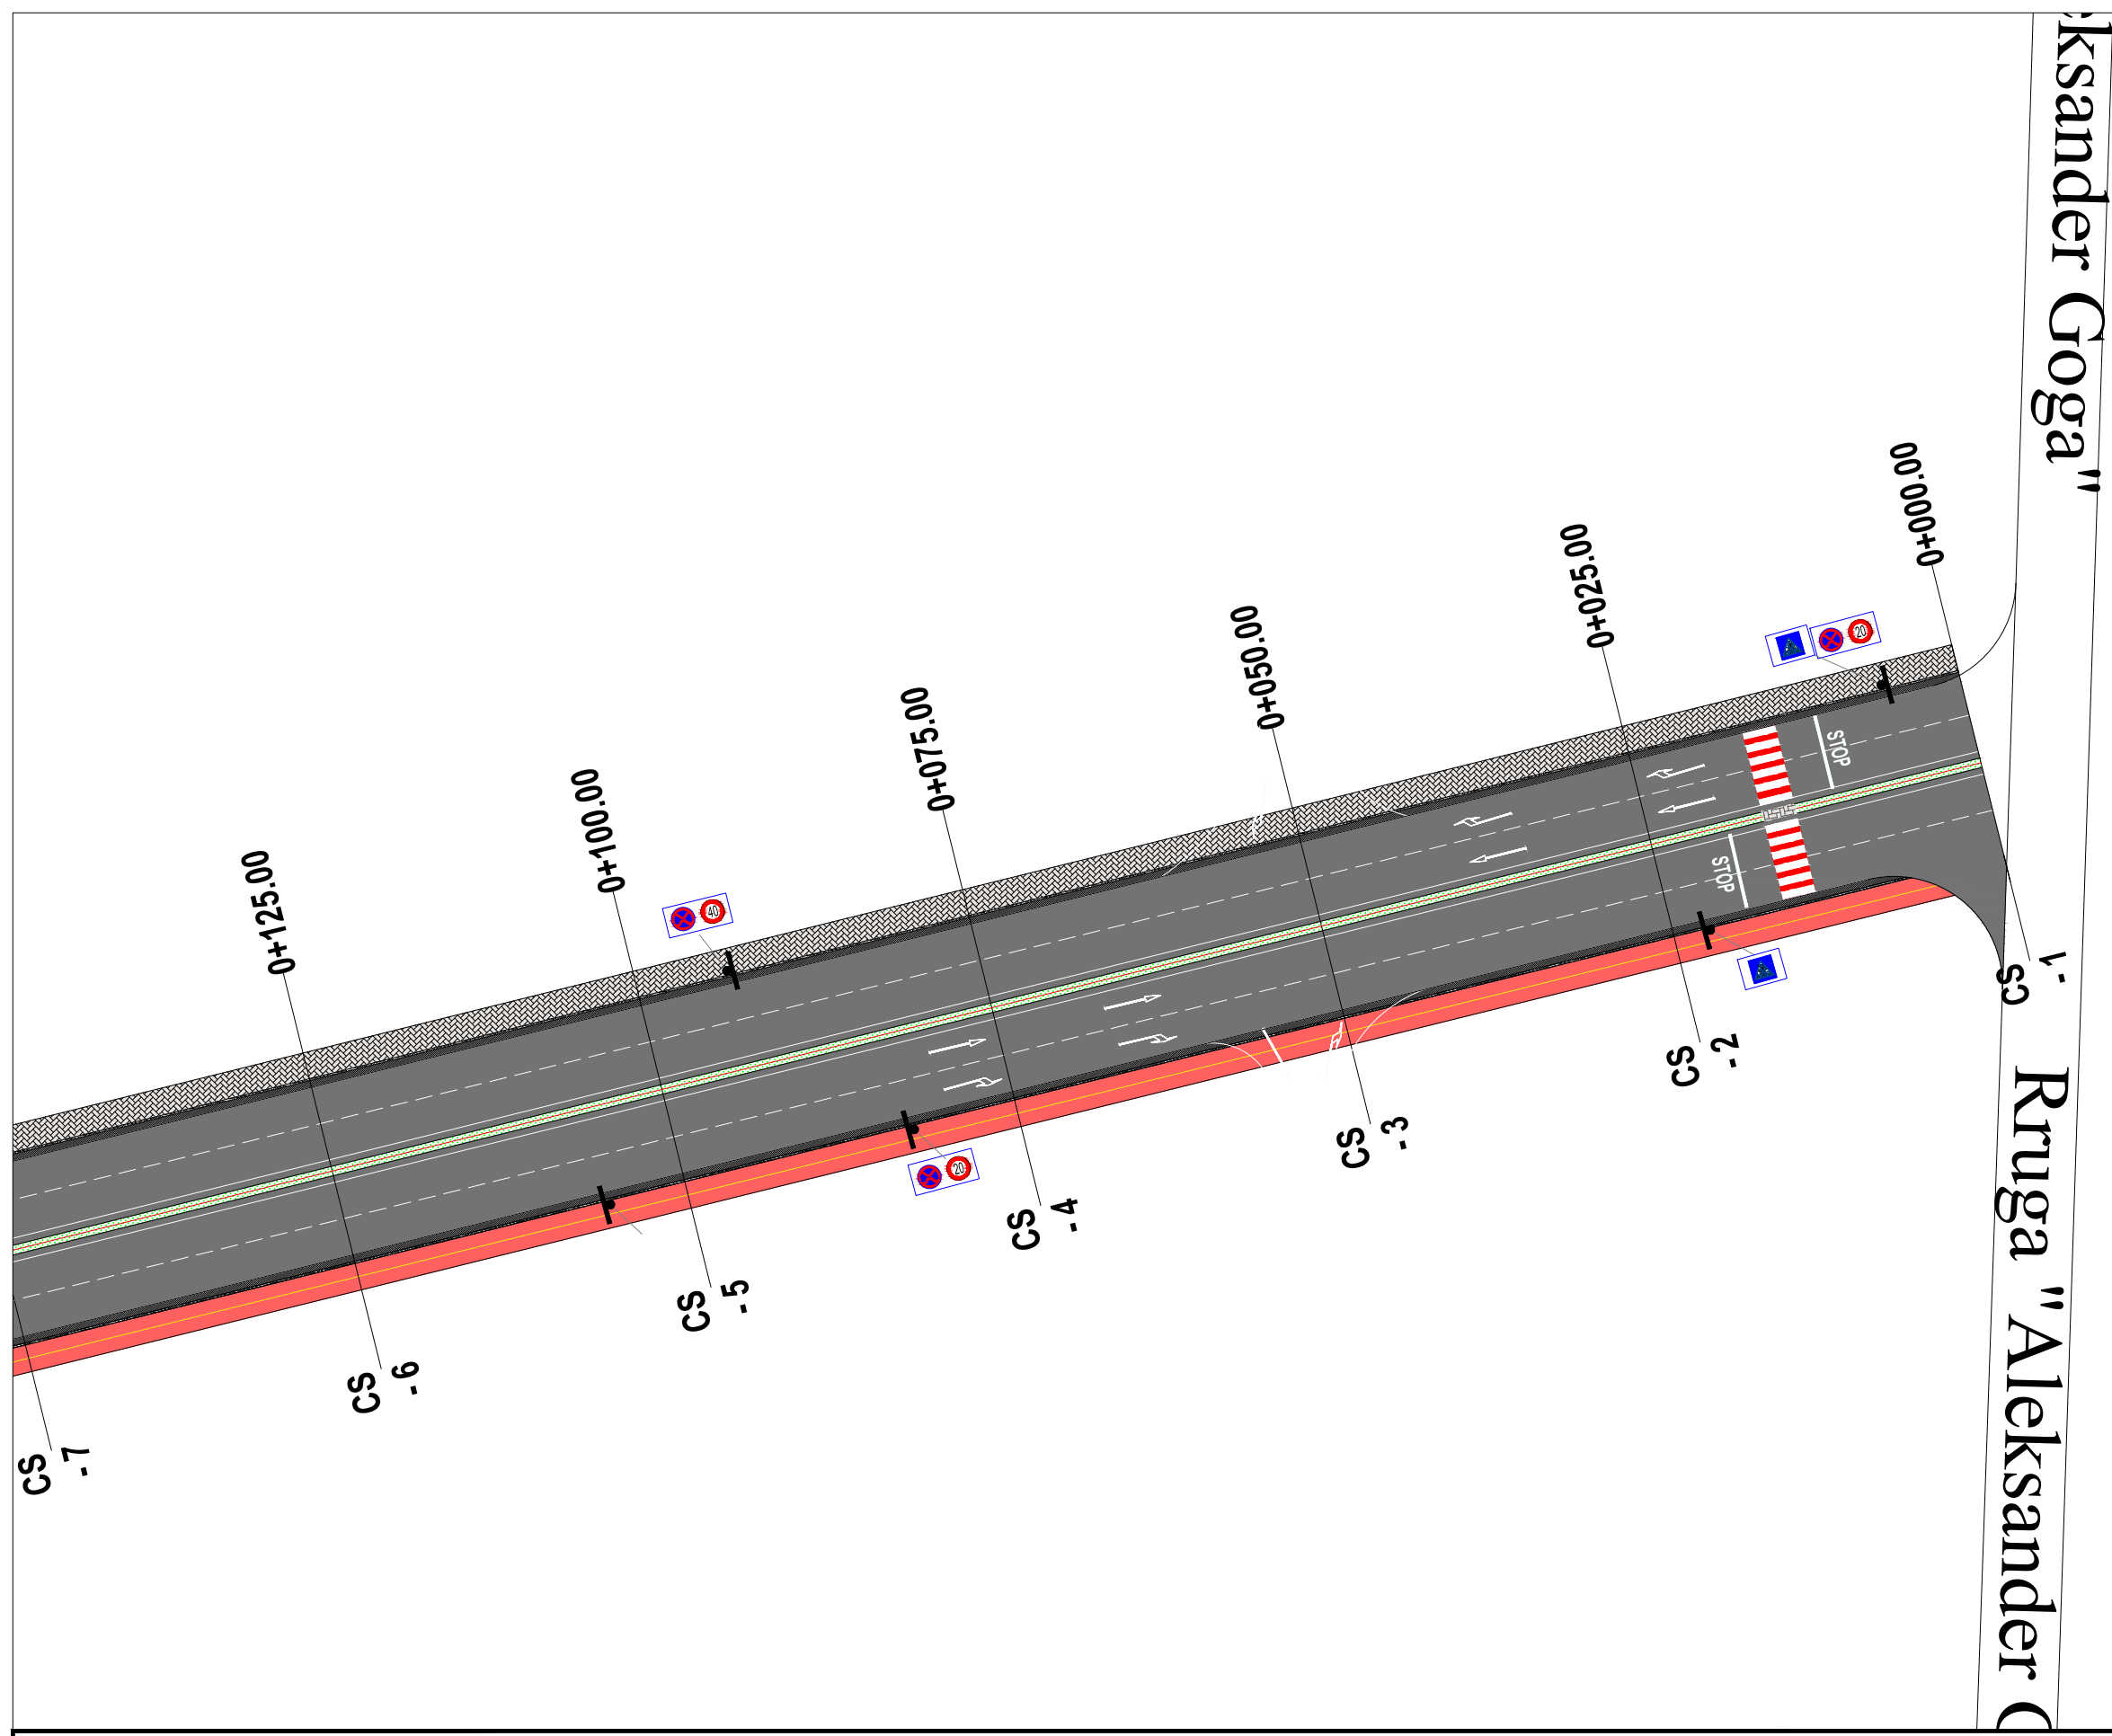 eksander Goga"
0+000.00
0+025.00
0+050.00
0+075.00
0+100.00
0+125.00
20
40
STOP
STOP
20
CS -1
CS -2
CS -3
CS -4
CS -5
CS -6
CS -7
Rruga "Aleksander G